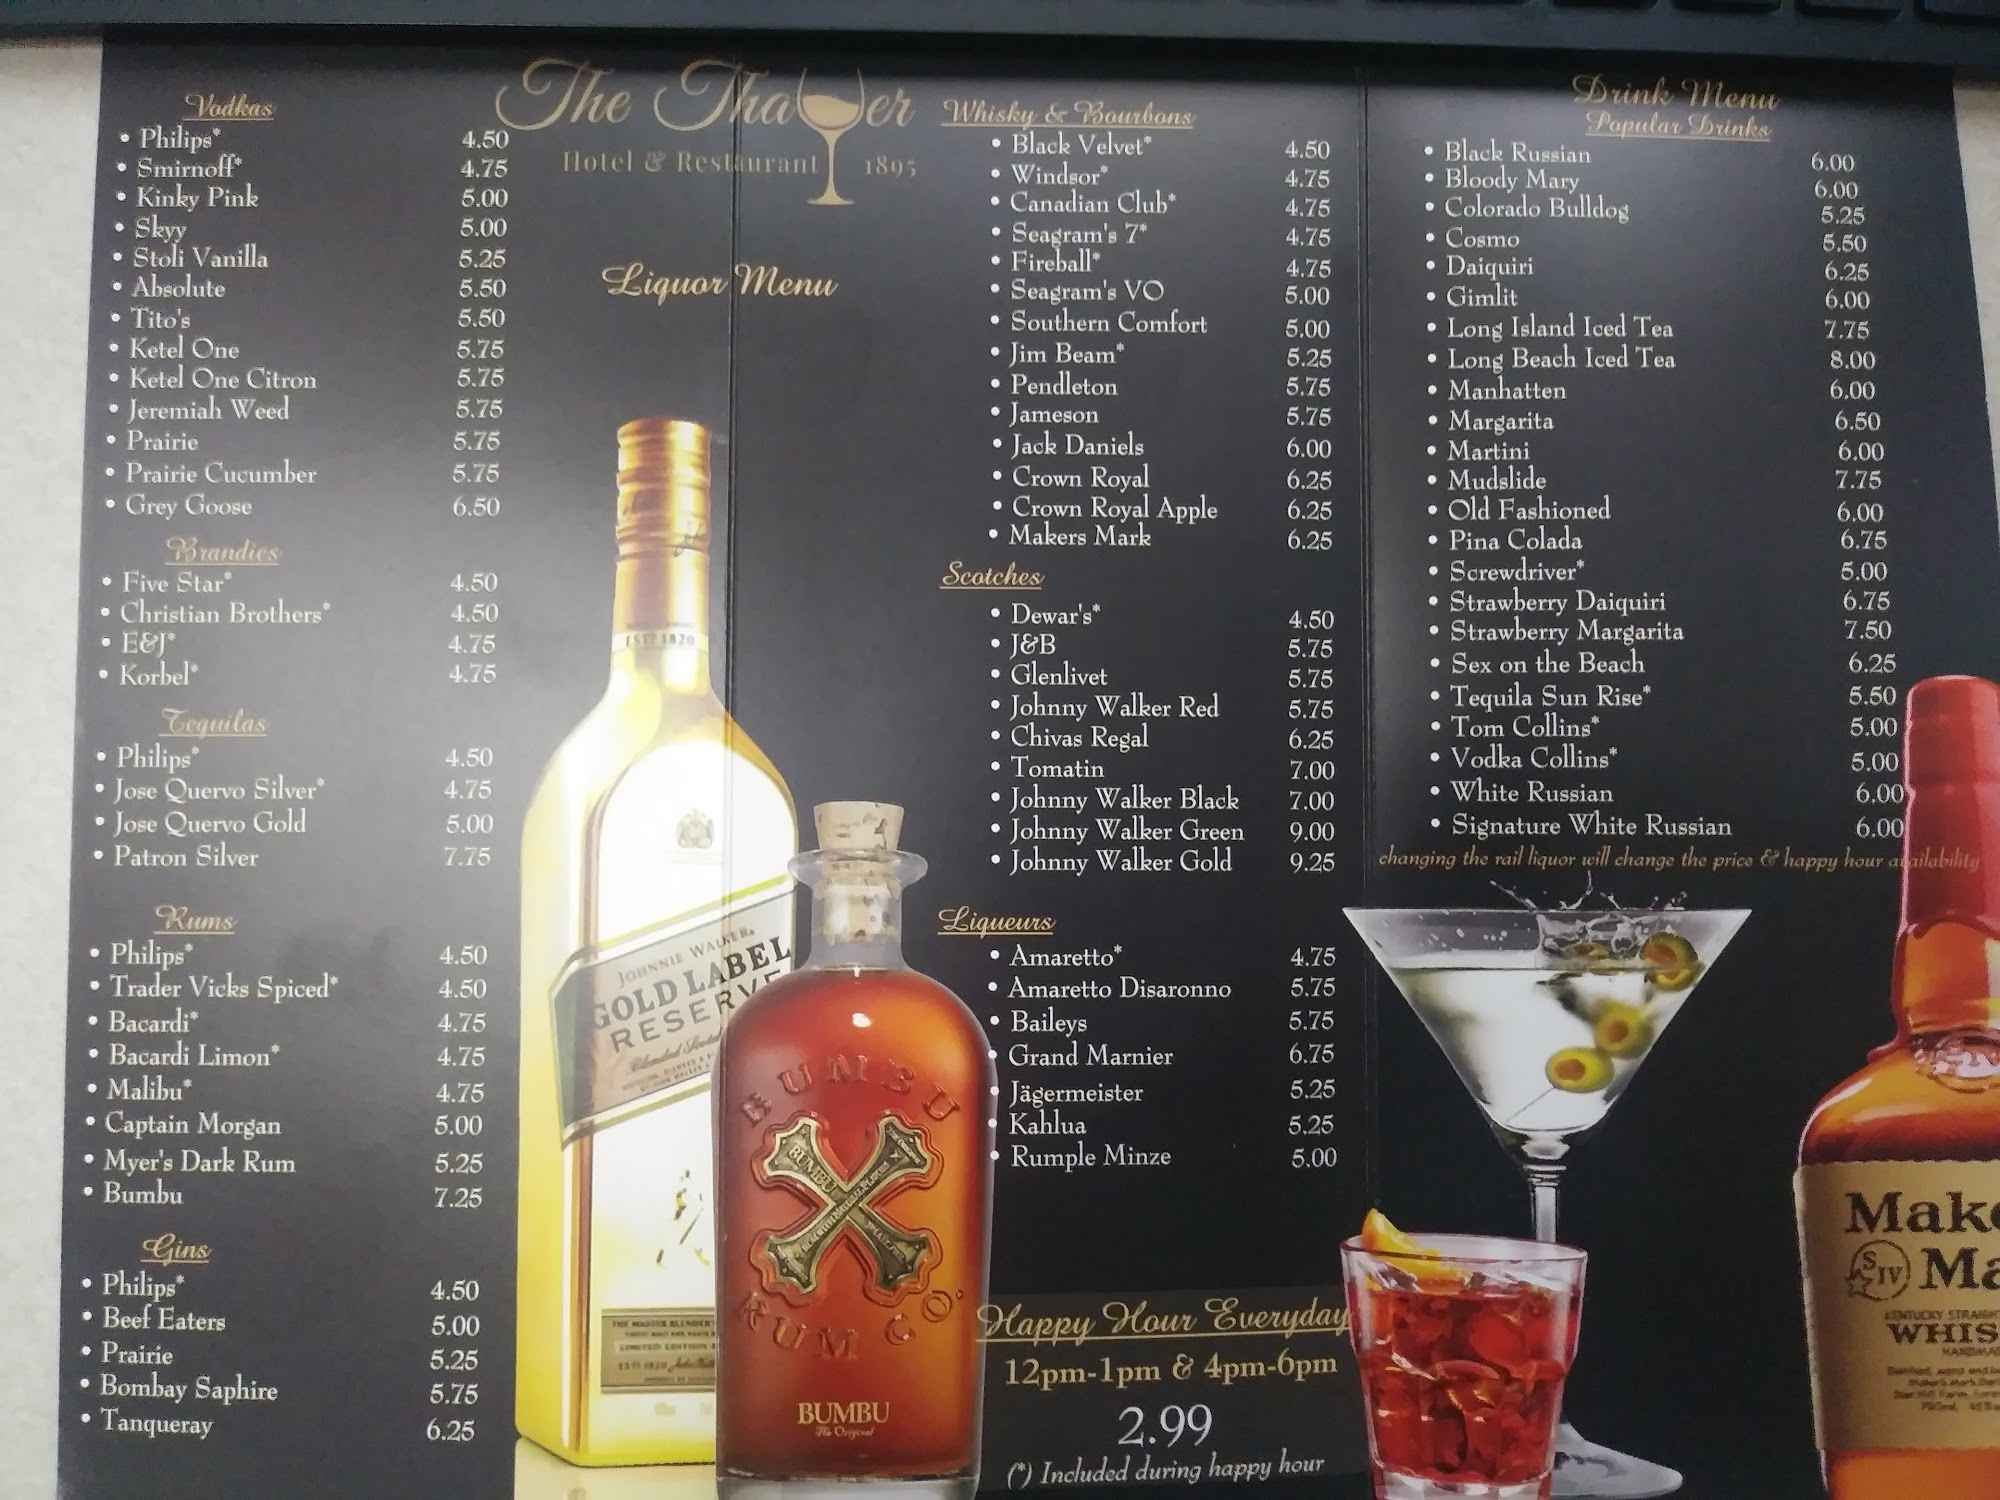 The Thayer
Hotel & Restaurant 1895
Liquor Menu
Vodkas
• Philips* 4.50
• Smirnoff* 4.75
• Kinky Pink 5.00
• Skyy 5.00
• Stoli Vanilla 5.25
• Absolute 5.50
• Tito's 5.50
• Ketel One 5.75
• Ketel One Citron 5.75
• Jeremiah Weed 5.75
• Prairie 5.75
• Prairie Cucumber 5.75
• Grey Goose 6.50
Brandies
• Five Star* 4.50
• Christian Brothers* 4.50
• E&J* 4.75
• Korbel* 4.75
Tequilas
• Philips* 4.50
• Jose Quervo Silver* 4.75
• Jose Quervo Gold 5.00
• Patron Silver 7.75
Rums
• Philips* 4.50
• Trader Vicks Spiced* 4.50
• Bacardi* 4.75
• Bacardi Limon* 4.75
• Malibu* 4.75
• Captain Morgan 5.00
• Myer's Dark Rum 5.25
• Bumbu 7.25
Gins
• Philips* 4.50
• Beef Eaters 5.00
• Prairie 5.25
• Bombay Saphire 5.75
• Tanqueray 6.25
EST? 1820
JOHNNIE WALKER.
GOLD LABEL
RESERVE
BUMBU
RUM CO.
BUMBU
The Original
Whisky & Bourbons
• Black Velvet* 4.50
• Windsor* 4.75
• Canadian Club* 4.75
• Seagram's 7* 4.75
• Fireball* 4.75
• Seagram's VO 5.00
• Southern Comfort 5.00
• Jim Beam* 5.25
• Pendleton 5.75
• Jameson 5.75
• Jack Daniels 6.00
• Crown Royal 6.25
• Crown Royal Apple 6.25
• Makers Mark 6.25
Scotches
• Dewar's* 4.50
• J&B 5.75
• Glenlivet 5.75
• Johnny Walker Red 5.75
• Chivas Regal 6.25
• Tomatin 7.00
• Johnny Walker Black 7.00
• Johnny Walker Green 9.00
• Johnny Walker Gold 9.25
Liqueurs
• Amaretto* 4.75
• Amaretto Disaronno 5.75
• Baileys 5.75
• Grand Marnier 6.75
• Jägermeister 5.25
• Kahlua 5.25
• Rumple Minze 5.00
Happy Hour Everyday
12pm-1pm & 4pm-6pm
2.99
(*) Included during happy hour
Drink Menu
Popular Drinks
• Black Russian 6.00
• Bloody Mary 6.00
• Colorado Bulldog 5.25
• Cosmo 5.50
• Daiquiri 6.25
• Gimlit 6.00
• Long Island Iced Tea 7.75
• Long Beach Iced Tea 8.00
• Manhatten 6.00
• Margarita 6.50
• Martini 6.00
• Mudslide 7.75
• Old Fashioned 6.00
• Pina Colada 6.75
• Screwdriver* 5.00
• Strawberry Daiquiri 6.75
• Strawberry Margarita 7.50
• Sex on the Beach 6.25
• Tequila Sun Rise* 5.50
• Tom Collins* 5.00
• Vodka Collins* 5.00
• White Russian 6.00
• Signature White Russian 6.00
changing the rail liquor will change the price & happy hour availability
Make
Ma
SIV
WHIS